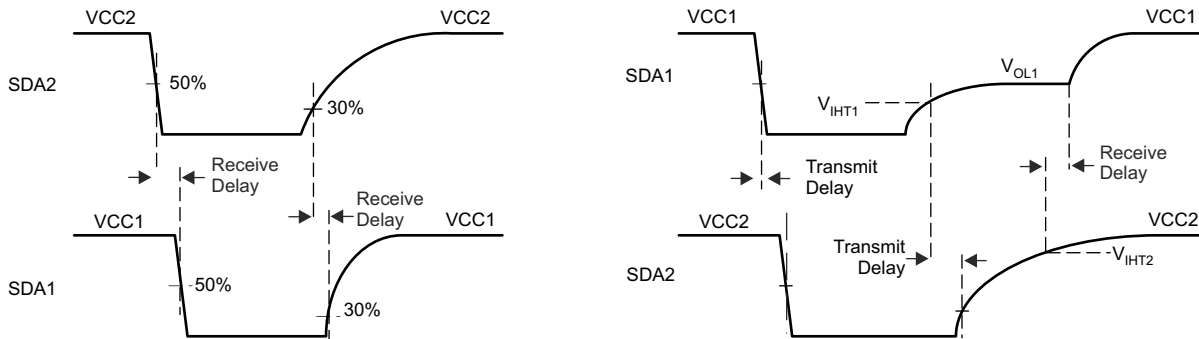 VCC2
VCC2
SDA2
50%
30%
Receive
Delay
Receive
Delay
VCC1
VCC1
SDA1
50%
30%
VCC1
VCC1
SDA1
VOL1
VIHT1
Transmit
Delay
Receive
Delay
VCC2
VCC2
Transmit
Delay
VIHT2
SDA2